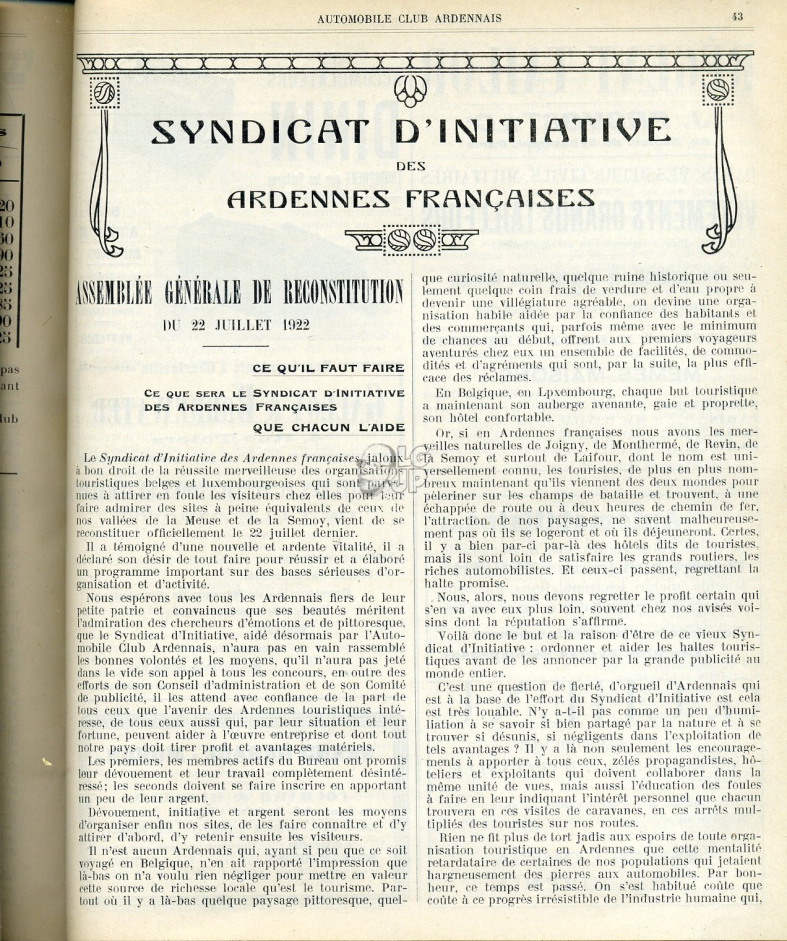 AUTOMOBILE CLUB ARDENNAIS
43
SYNDICAT D'INITIATIVE
DES
ARDENNES FRANÇAISES
ASSEMBLÉE GÉNÉRALE DE RECONSTITUTION
DU 22 JUILLET 1922
CE QU'IL FAUT FAIRE
CE QUE SERA LE SYNDICAT D'INITIATIVE
DES ARDENNES FRANÇAISES
QUE CHACUN L'AIDE
Le Syndicat d'Initiative des Ardennes françaises, jaloux
à bon droit de la réussite merveilleuse des organisations
touristiques belges et luxembourgeoises qui sont
nues à attirer en foule les visiteurs chez elles pour leur
faire admirer des sites à peine équivalents de ceux de
nos vallées de la Meuse et de la Semoy, vient de se
reconstituer officiellement le 22 juillet dernier.
Il a témoigné d'une nouvelle et ardente vitalité, il a
déclaré son désir de tout faire pour réussir et a élaboré
un programme important sur des bases sérieuses d'or-
ganisation et d'activité.
Nous espérons avec tous les Ardennais fiers de leur
petite patrie et convaincus que ses beautés méritent
l'admiration des chercheurs d'émotions et de pittoresque,
que le Syndicat d'Initiative, aidé désormais par l'Auto-
mobile Club Ardennais, n'aura pas en vain rassemblé
les bonnes volontés et les moyens, qu'il n'aura pas jeté
dans le vide son appel à tous les concours, en outre des
efforts de son Conseil d'administration et de son Comité
de publicité, il les attend avec confiance de la part de
tous ceux que l'avenir des Ardennes touristiques inté-
resse, de tous ceux aussi qui, par leur situation et leur
fortune, peuvent aider à l'œuvre entreprise et dont tout
notre pays doit tirer profit et avantages matériels.
Les premiers, les membres actifs du Bureau ont promis
leur dévouement et leur travail complètement désinté-
ressé; les seconds doivent se faire inscrire en apportant
un peu de leur argent.
Dévouement, initiative et argent seront les moyens
d'organiser enfin nos sites, de les faire connaître et d'y
attirer d'abord, d'y retenir ensuite les visiteurs.
Il n'est aucun Ardennais qui, ayant si peu que ce soit
voyagé en Belgique, n'en ait rapporté l'impression que
là-bas on n'a voulu rien négliger pour mettre en valeur
cette source de richesse locale qu'est le tourisme. Par-
tout où il y a là-bas quelque paysage pittoresque, quel-
que curiosité naturelle, quelque ruine historique ou seu-
lement quelque coin frais de verdure et d'eau propre à
devenir une villégiature agréable, on devine une orga-
nisation habile aidée par la confiance des habitants et
des commerçants qui, parfois même avec le minimum
de chances au début, offrent aux premiers voyageurs
aventurés chez eux un ensemble de facilités, de commo-
dités et d'agréments qui sont, par la suite, la plus effi-
cace des réclames.
En Belgique, en Lpxembourg, chaque but touristique
a maintenant son auberge avenante, gaie et proprette,
son hôtel confortable.
Or, si en Ardennes françaises nous avons les mer-
veilles naturelles de Joigny, de Monthermé, de Revin, de
la Semoy et surtout de Laifour, dont le nom est uni-
versellement connu, les touristes, de plus en plus nom-
breux maintenant qu'ils viennent des deux mondes pour
pèleriner sur les champs de bataille et trouvent, à une
échappée de route ou à deux heures de chemin de fer,
l'attraction de nos paysages, ne savent malheureuse-
ment pas où ils se logeront et où ils déjeuneront. Certes,
il y a bien par-ci par-là des hôtels dits de touristes,
mais ils sont loin de satisfaire les grands routiers, les
riches automobilistes. Et ceux-ci passent, regrettant la
halte promise.
Nous, alors, nous devons regretter le profit certain qui
s'en va avec eux plus loin, souvent chez nos avisés voi-
sins dont la réputation s'affirme.
Voilà donc le but et la raison d'être de ce vieux Syn-
dicat d'Initiative : ordonner et aider les haltes touris-
tiques avant de les annoncer par la grande publicité au
monde entier.
C'est une question de fierté, d'orgueil d'Ardennais qui
est à la base de l'effort du Syndicat d'Initiative est cela
est très louable. N'y a-t-il pas comme un peu d'humi-
liation à se savoir si bien partagé par la nature et à se
trouver si désunis, si négligents dans l'exploitation de
tels avantages ? Il y a là non seulement les encourage-
ments à apporter à tous ceux, zélés propagandistes, hô-
teliers et exploitants qui doivent collaborer dans la
même unité de vues, mais aussi l'éducation des foules
à faire en leur indiquant l'intérêt personnel que chacun
trouvera en ces visites de caravanes, en ces arrêts mul-
tipliés des touristes sur nos routes.
Rien ne fit plus de tort jadis aux espoirs de toute orga-
nisation touristique en Ardennes que cette mentalité
retardataire de certaines de nos populations qui jetaient
hargneusement des pierres aux automobiles. Par bon-
heur, ce temps est passé. On s'est habitué coûte que
coûte à ce progrès irrésistible de l'industrie humaine qui,